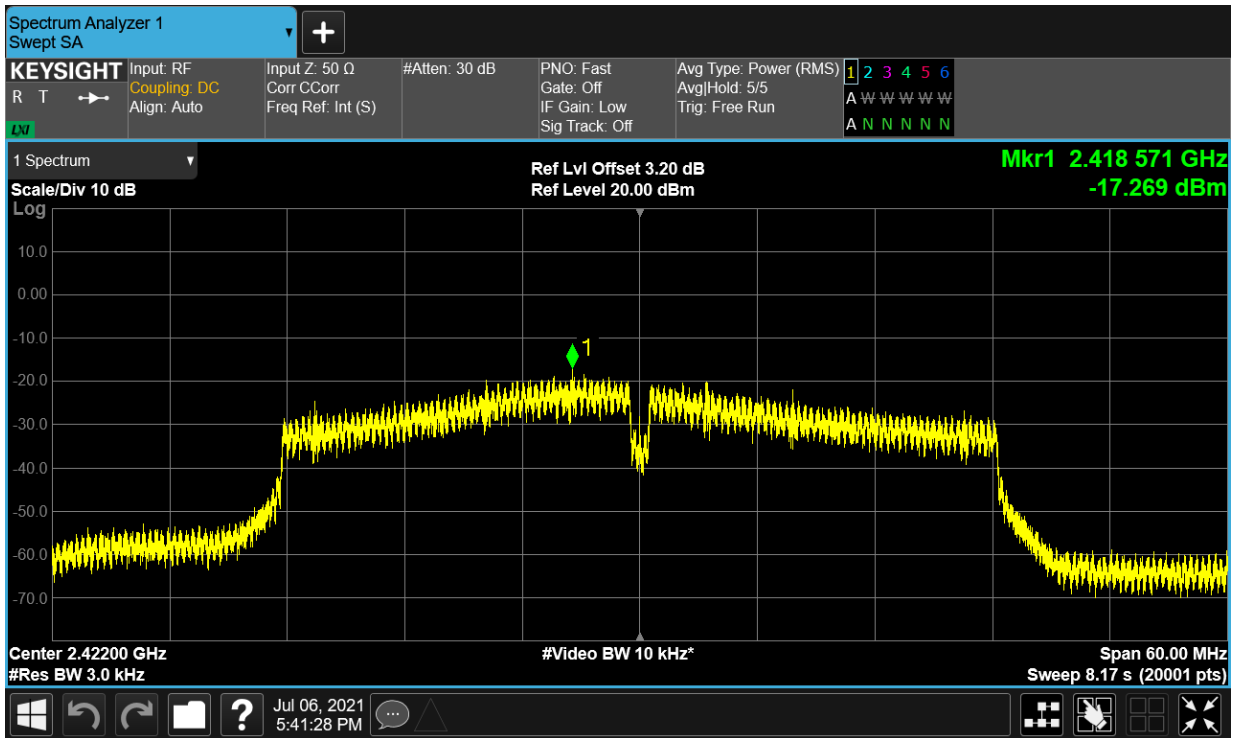 Spectrum Analyzer 1
Swept SA
KEYSIGHT
R T
LXI
Input: RF
Coupling: DC
Align: Auto
Input Z: 50 Ω
Corr CCorr
Freq Ref: Int (S)
#Atten: 30 dB
PNO: Fast
Gate: Off
IF Gain: Low
Sig Track: Off
Avg Type: Power (RMS)
Avg|Hold: 5/5
Trig: Free Run
1 2 3 4 5 6
A W W W W W
A N N N N N
1 Spectrum
Scale/Div 10 dB
Log
Ref Lvl Offset 3.20 dB
Ref Level 20.00 dBm
Mkr1 2.418 571 GHz
-17.269 dBm
10.0
0.00
-10.0
-20.0
-30.0
-40.0
-50.0
-60.0
-70.0
1
Center 2.42200 GHz
#Res BW 3.0 kHz
#Video BW 10 kHz*
Span 60.00 MHz
Sweep 8.17 s (20001 pts)
?
Jul 06, 2021
5:41:28 PM